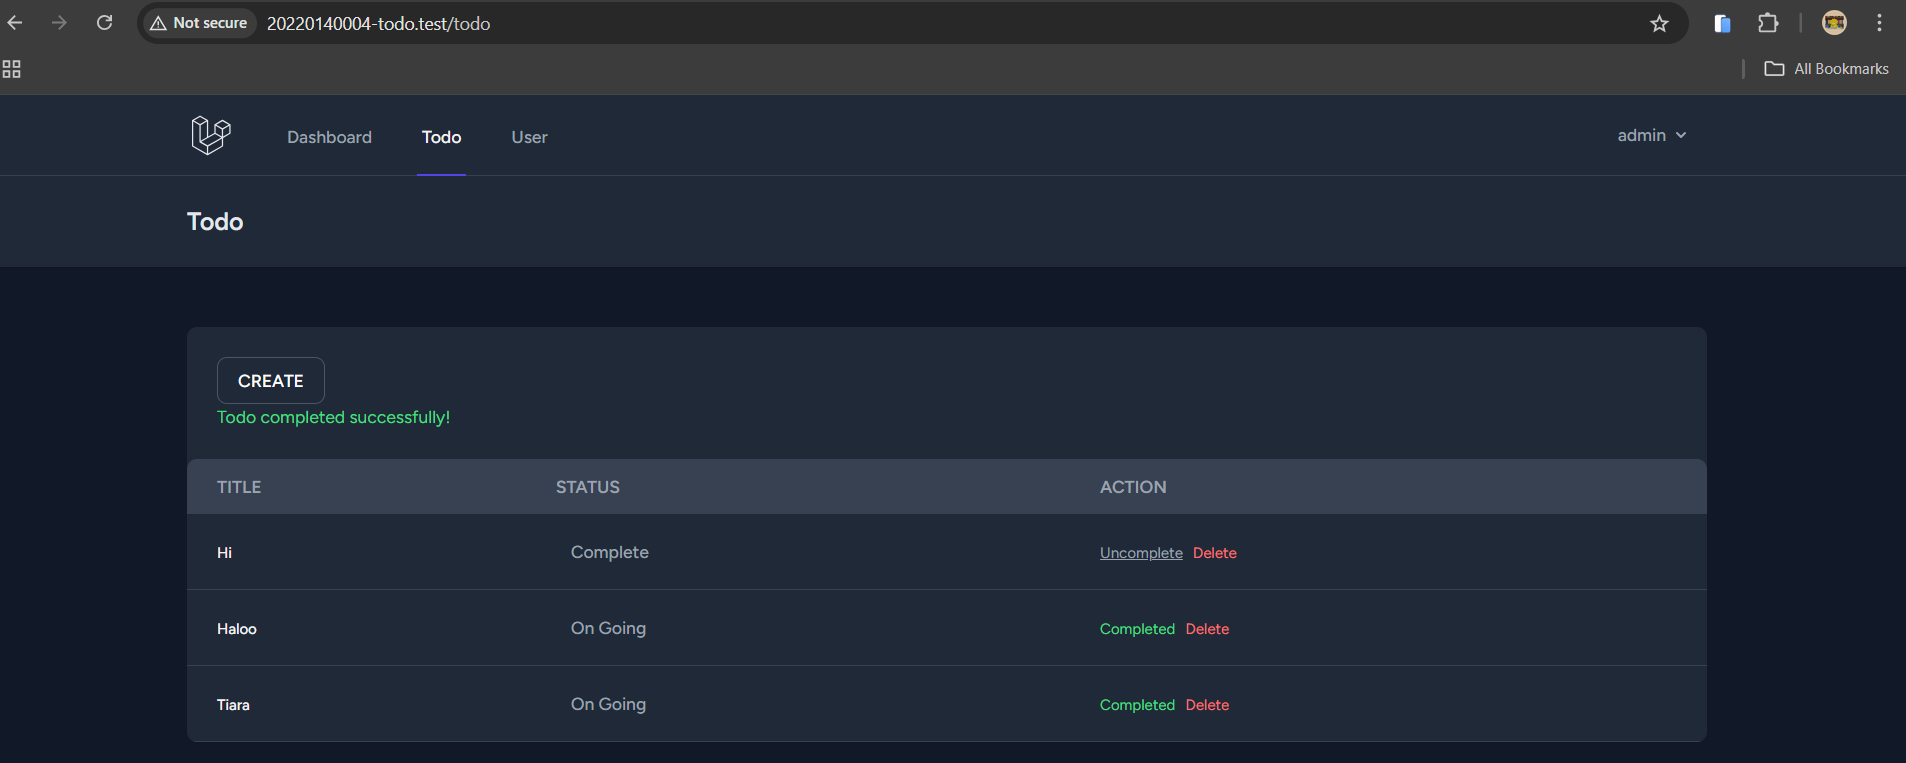 Not secure 20220140004-todo.test/todo
All Bookmarks
Dashboard Todo User admin
Todo
CREATE
Todo completed successfully!
TITLE STATUS ACTION
Hi Complete Uncomplete Delete
Haloo On Going Completed Delete
Tiara On Going Completed Delete